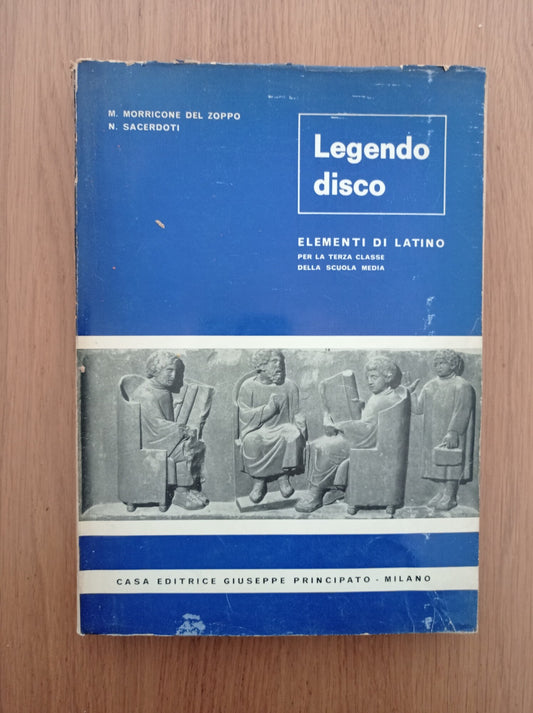 M. MORRICONE DEL ZOPPO
N. SACERDOTI
Legendo
disco
ELEMENTI DI LATINO
PER LA TERZA CLASSE
DELLA SCUOLA MEDIA
CASA EDITRICE GIUSEPPE PRINCIPATO - MILANO